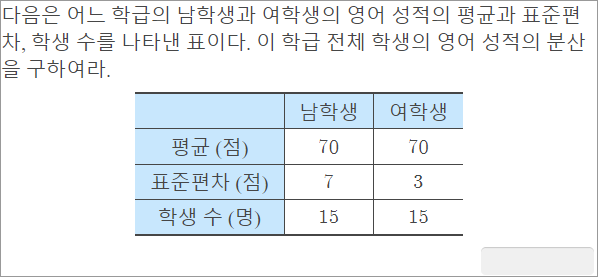 다음은 어느 학급의 남학생과 여학생의 영어 성적의 평균과 표준편
차, 학생 수를 나타낸 표이다. 이 학급 전체 학생의 영어 성적의 분산
을 구하여라.
남학생 여학생
평균 (점) 70 70
표준편차 (점) 7 3
학생 수 (명) 15 15